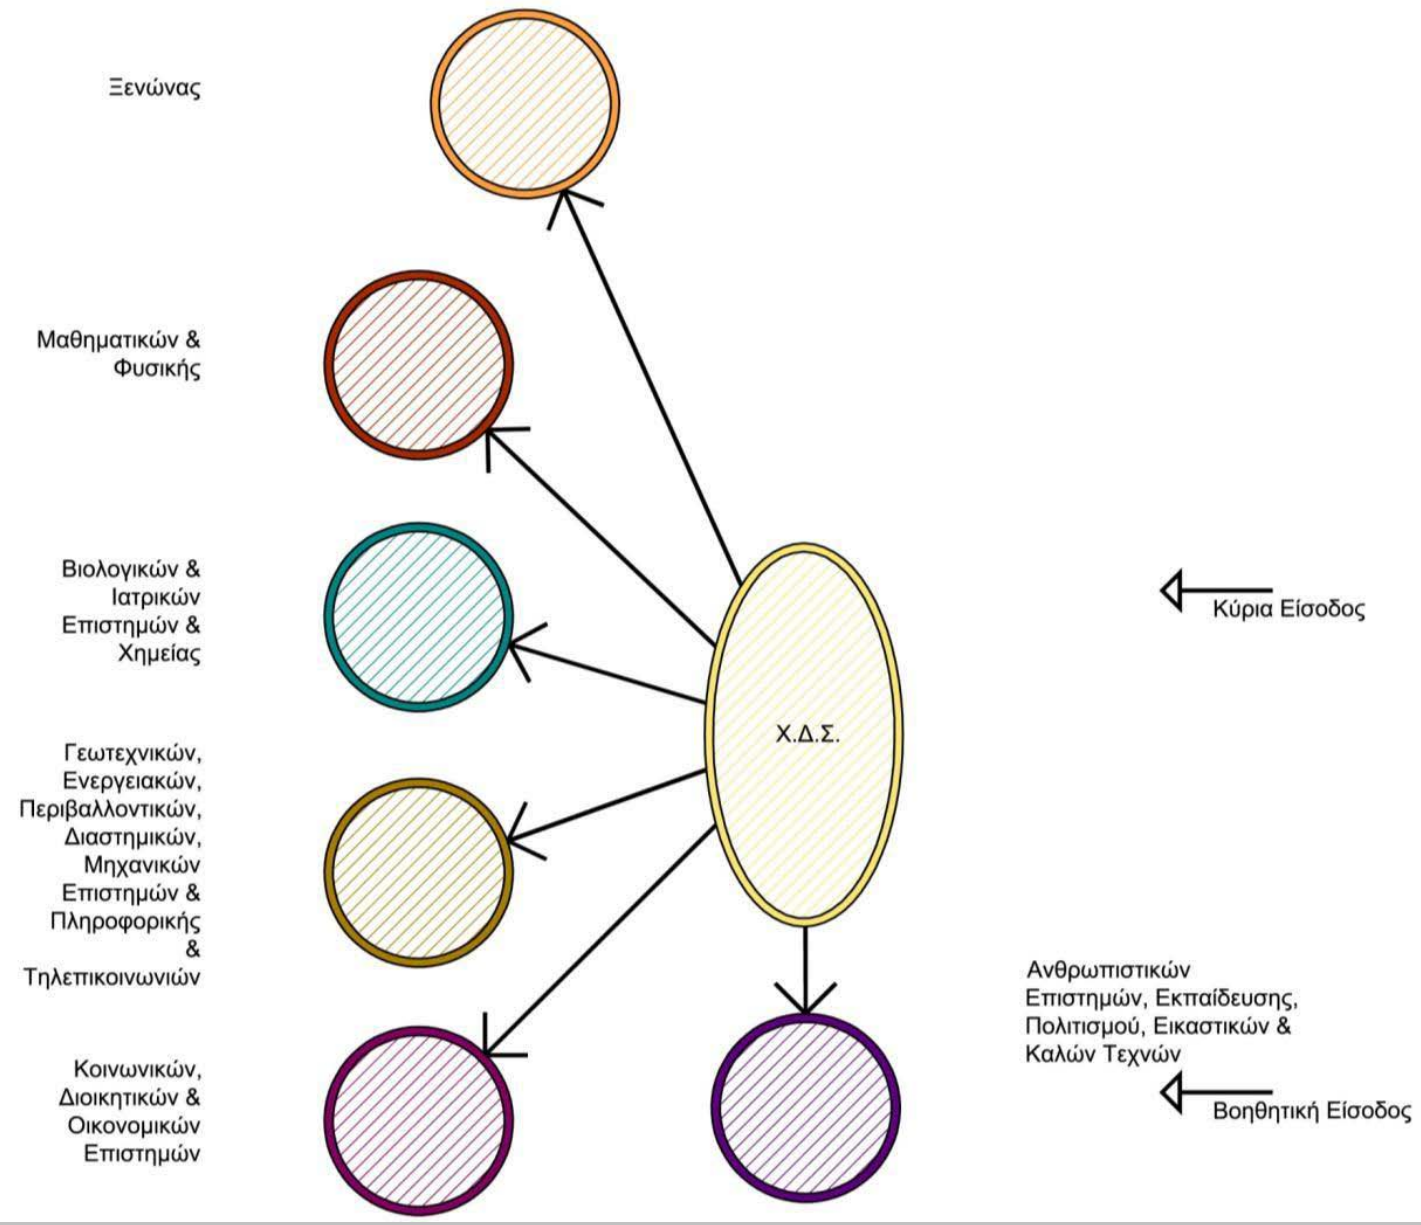 Ξενώνας
Μαθηματικών &
Φυσικής
Βιολογικών &
Ιατρικών
Επιστημών &
Χημείας
Γεωτεχνικών,
Ενεργειακών,
Περιβαλλοντικών,
Διαστημικών,
Μηχανικών
Επιστημών &
Πληροφορικής
&
Τηλεπικοινωνιών
Κοινωνικών,
Διοικητικών &
Οικονομικών
Επιστημών
Χ.Δ.Σ.
Κύρια Είσοδος
Ανθρωπιστικών
Επιστημών, Εκπαίδευσης,
Πολιτισμού, Εικαστικών &
Καλών Τεχνών
Βοηθητική Είσοδος